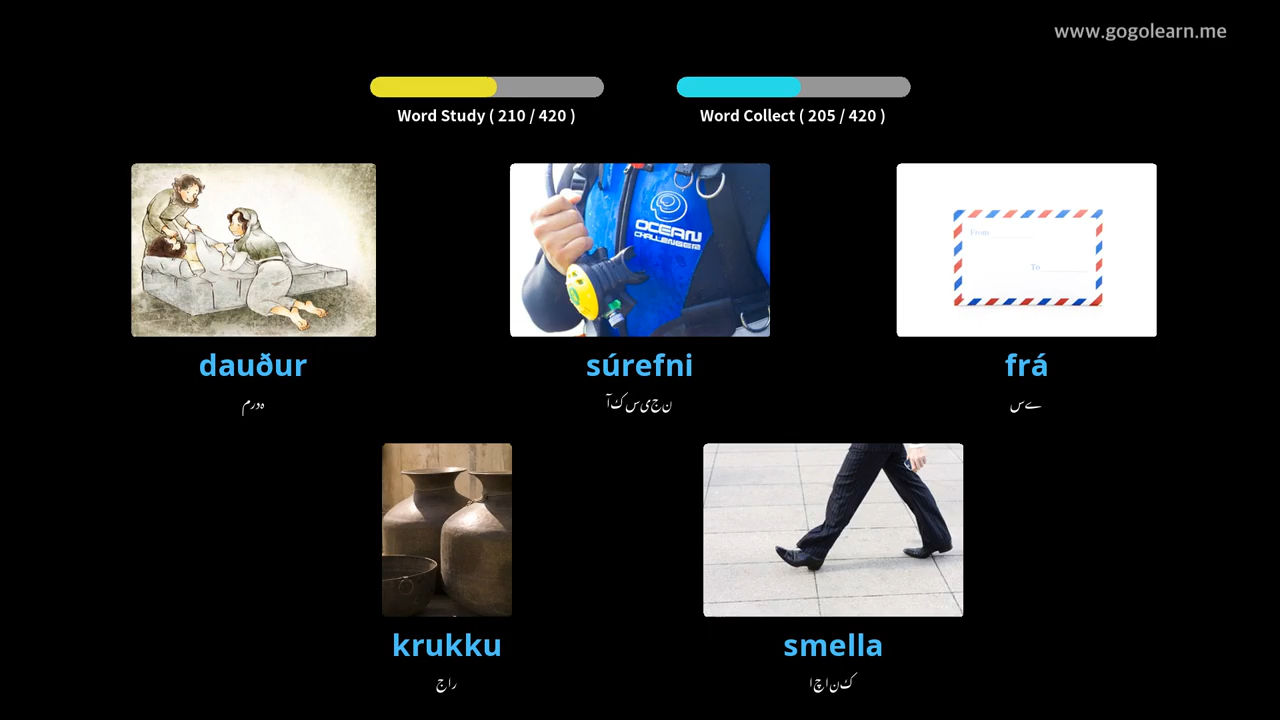 www.gogolearn.me
Word Study ( 210 / 420 )
Word Collect ( 205 / 420 )
OCEAN
CHALLENGER
From
To
dauður
súrefni
frá
ہدرم
نجیسکآ
ےس
krukku
smella
راج
کناچا